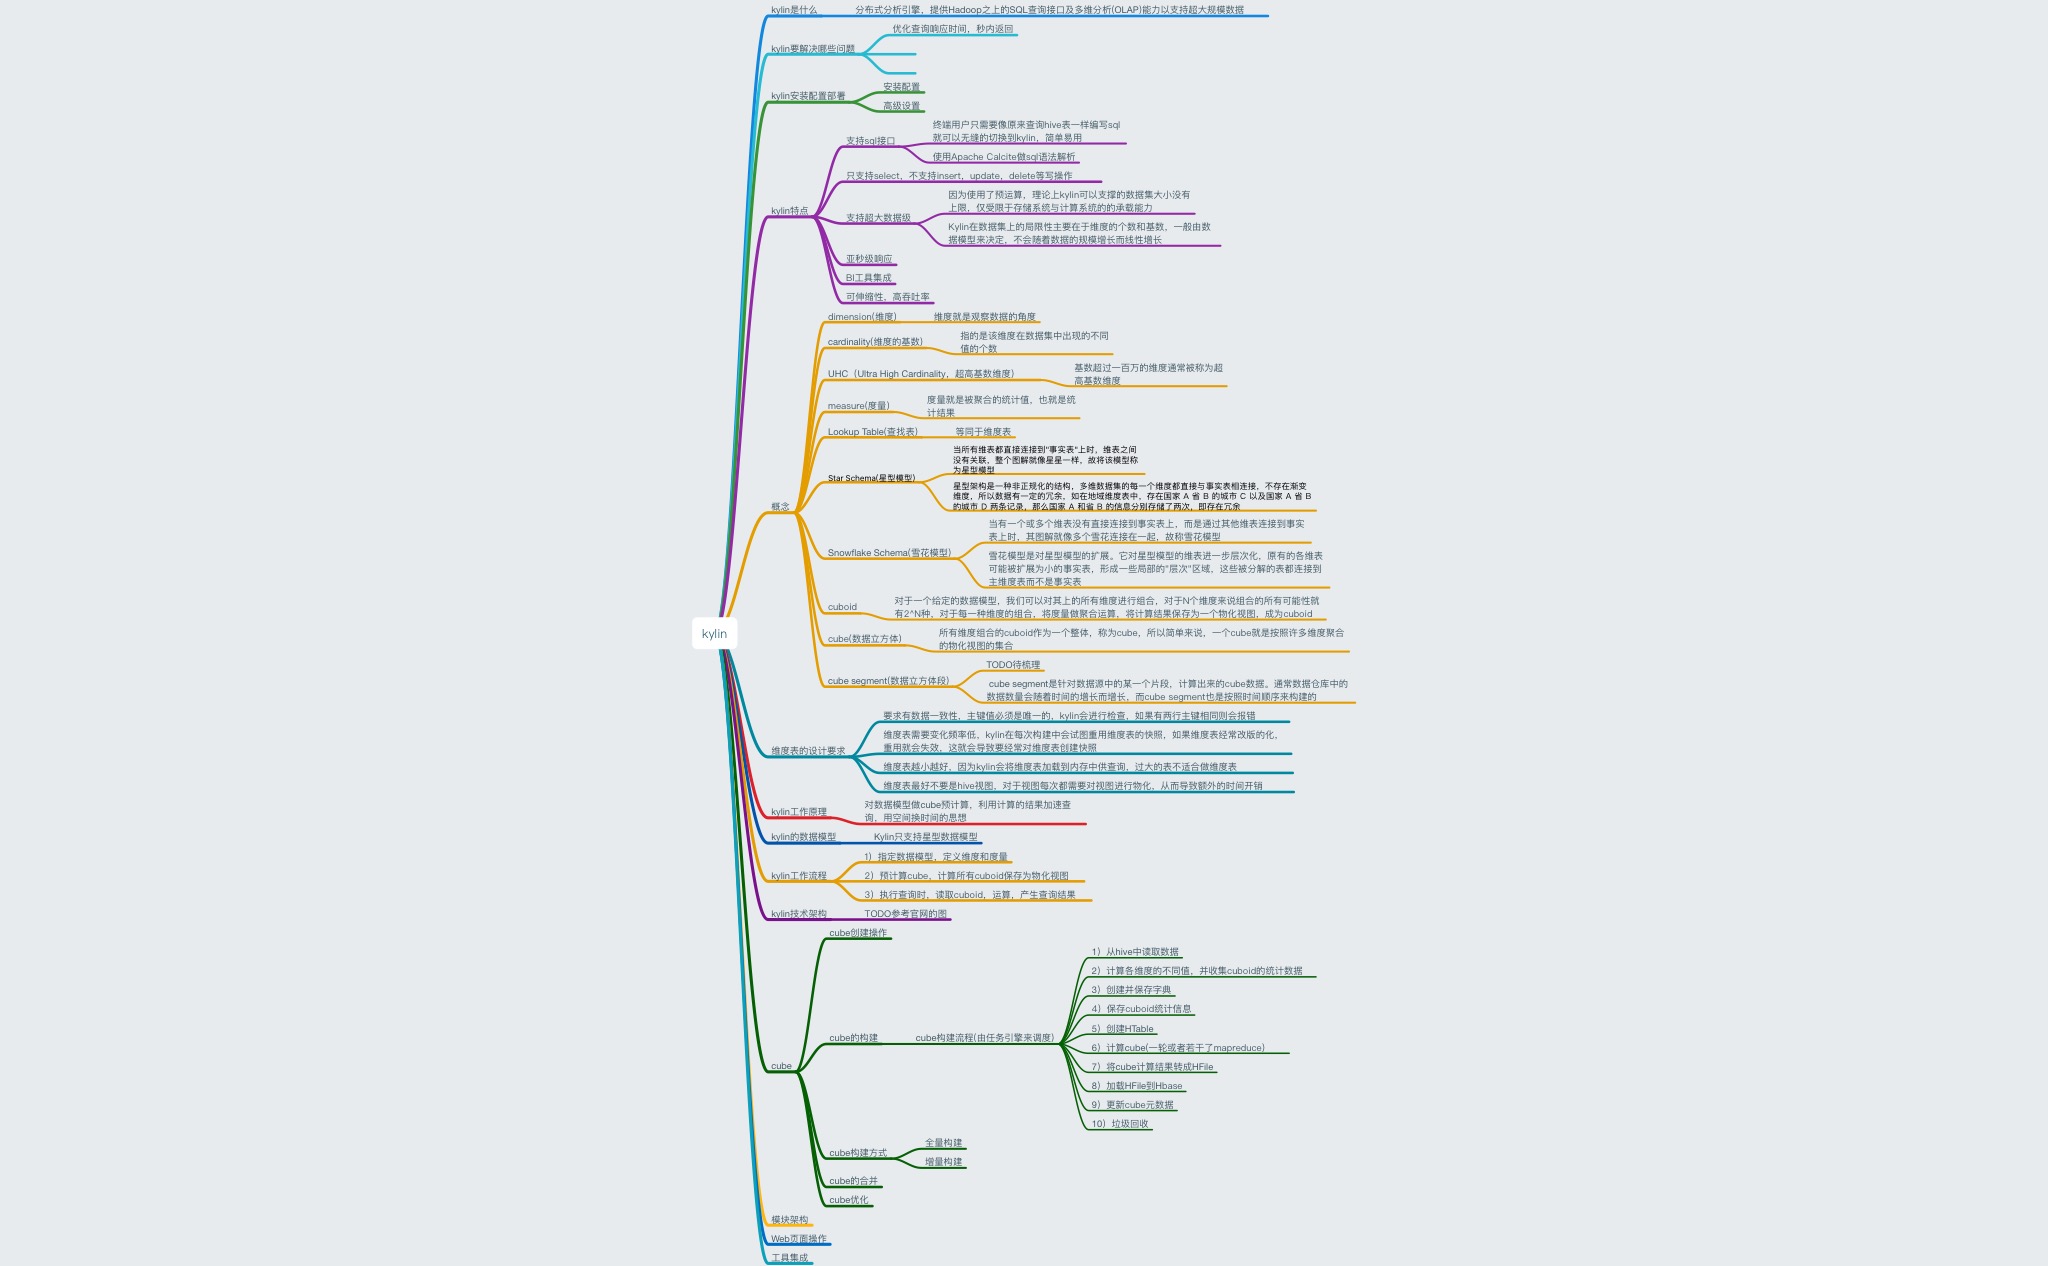 kylin
kylin是什么
分布式分析引擎，提供Hadoop之上的SQL查询接口及多维分析(OLAP)能力以支持超大规模数据
kylin要解决哪些问题
优化查询响应时间，秒内返回
kylin安装配置部署
安装配置
高级设置
kylin特点
支持sql接口
终端用户只需要像原来查询hive表一样编写sql
就可以无缝的切换到kylin，简单易用
使用Apache Calcite做sql语法解析
只支持select，不支持insert，update，delete等写操作
支持超大数据级
因为使用了预运算，理论上kylin可以支撑的数据集大小没有
上限，仅受限于存储系统与计算系统的的承载能力
Kylin在数据集上的局限性主要在于维度的个数和基数，一般由数
据模型来决定，不会随着数据的规模增长而线性增长
亚秒级响应
BI工具集成
可伸缩性，高吞吐率
概念
dimension(维度)
维度就是观察数据的角度
cardinality(维度的基数)
指的是该维度在数据集中出现的不同
值的个数
UHC（Ultra High Cardinality，超高基数维度）
基数超过一百万的维度通常被称为超
高基数维度
measure(度量)
度量就是被聚合的统计值，也就是统
计结果
Lookup Table(查找表)
等同于维度表
Star Schema(星型模型)
当所有维表都直接连接到"事实表"上时，维表之间
没有关联，整个图解就像星星一样，故将该模型称
为星型模型
星型架构是一种非正规化的结构，多维数据集的每一个维度都直接与事实表相连接，不存在渐变
维度，所以数据有一定的冗余，如在地域维度表中，存在国家 A 省 B 的城市 C 以及国家 A 省 B
的城市 D 两条记录，那么国家 A 和省 B 的信息分别存储了两次，即存在冗余
Snowflake Schema(雪花模型)
当有一个或多个维表没有直接连接到事实表上，而是通过其他维表连接到事实
表上时，其图解就像多个雪花连接在一起，故称雪花模型
雪花模型是对星型模型的扩展。它对星型模型的维表进一步层次化，原有的各维表
可能被扩展为小的事实表，形成一些局部的"层次"区域，这些被分解的表都连接到
主维度表而不是事实表
cuboid
对于一个给定的数据模型，我们可以对其上的所有维度进行组合，对于N个维度来说组合的所有可能性就
有2^N种，对于每一种维度的组合，将度量做聚合运算，将计算结果保存为一个物化视图，成为cuboid
cube(数据立方体)
所有维度组合的cuboid作为一个整体，称为cube，所以简单来说，一个cube就是按照许多维度聚合
的物化视图的集合
cube segment(数据立方体段)
TODO待梳理
cube segment是针对数据源中的某一个片段，计算出来的cube数据。通常数据仓库中的
数据数量会随着时间的增长而增长，而cube segment也是按照时间顺序来构建的
维度表的设计要求
要求有数据一致性，主键值必须是唯一的，kylin会进行检查，如果有两行主键相同则会报错
维度表需要变化频率低，kylin在每次构建中会试图重用维度表的快照，如果维度表经常改版的化，
重用就会失效，这就会导致要经常对维度表创建快照
维度表越小越好，因为kylin会将维度表加载到内存中供查询，过大的表不适合做维度表
维度表最好不要是hive视图，对于视图每次都需要对视图进行物化，从而导致额外的时间开销
kylin工作原理
对数据模型做cube预计算，利用计算的结果加速查
询，用空间换时间的思想
kylin的数据模型
Kylin只支持星型数据模型
kylin工作流程
1）指定数据模型，定义维度和度量
2）预计算cube，计算所有cuboid保存为物化视图
3）执行查询时，读取cuboid，运算，产生查询结果
kylin技术架构
TODO参考官网的图
cube
cube创建操作
cube的构建
cube构建流程(由任务引擎来调度)
1）从hive中读取数据
2）计算各维度的不同值，并收集cuboid的统计数据
3）创建并保存字典
4）保存cuboid统计信息
5）创建HTable
6）计算cube(一轮或者若干了mapreduce)
7）将cube计算结果转成HFile
8）加载HFile到Hbase
9）更新cube元数据
10）垃圾回收
cube构建方式
全量构建
增量构建
cube的合并
cube优化
模块架构
Web页面操作
工具集成